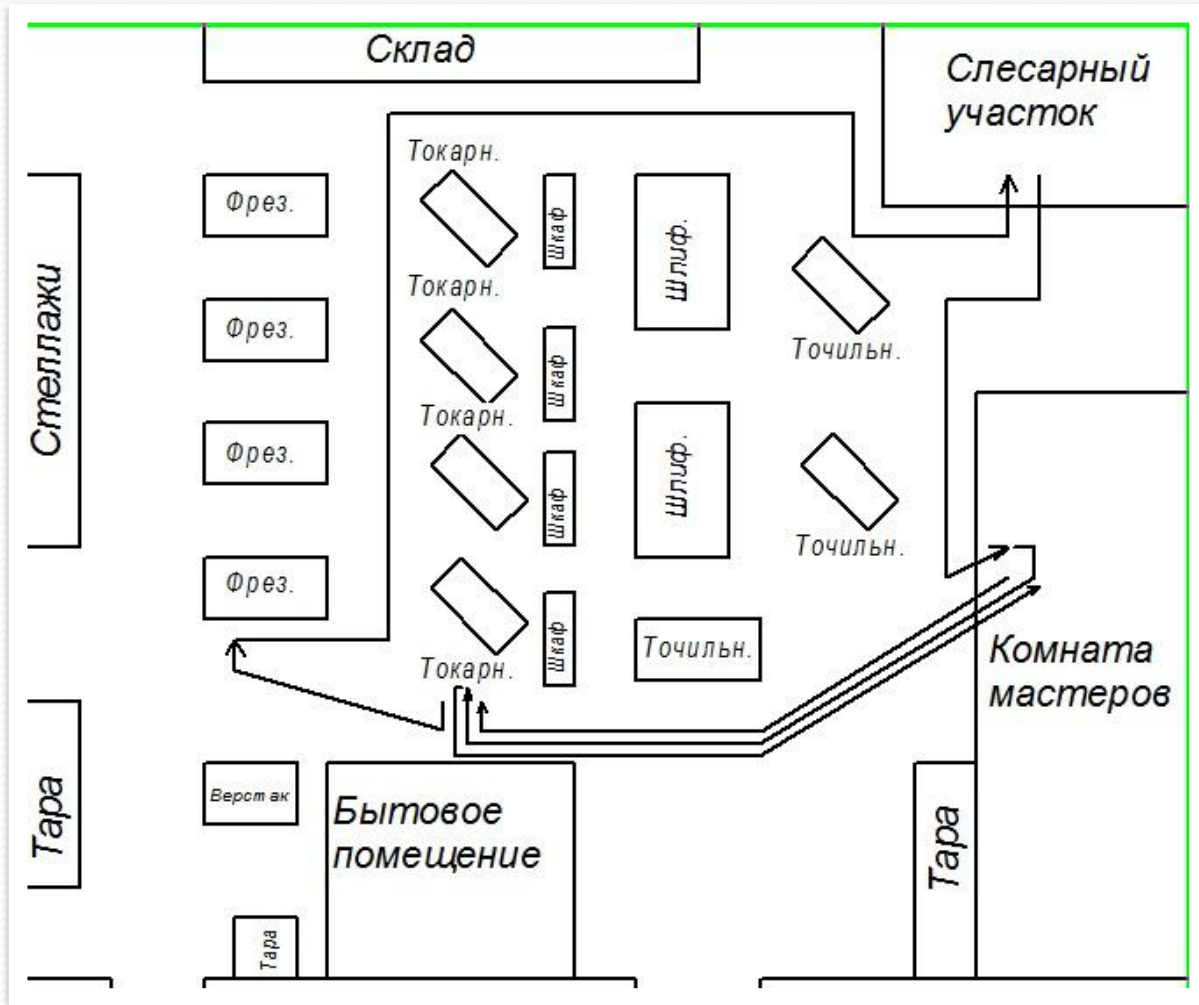 Склад
Слесарный
участок
Токарн.
Фрез.
Шкаф
Шлиф.
Стеллажи
Токарн.
Фрез.
Шкаф
Точильн.
Токарн.
Фрез.
Шкаф
Шлиф.
Точильн.
Фрез.
Токарн.
Шкаф
Точильн.
Комната
мастеров
Тара
Верстак
Бытовое
помещение
Тара
Тара